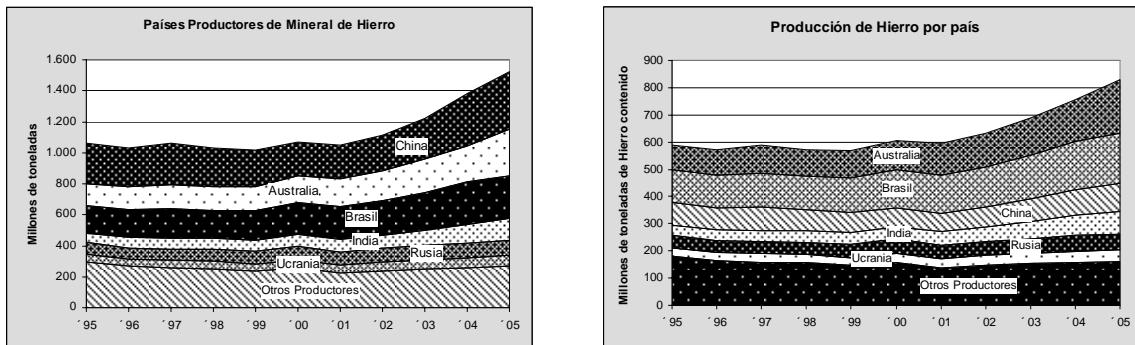 Países Productores de Mineral de Hierro
Millones de toneladas
1.600
1.400
1.200
1.000
800
600
400
200
0
China
Australia
Brasil
India
Rusia
Ucrania
Otros Productores
´95 ´96 ´97 ´98 ´99 ´00 ´01 ´02 ´03 ´04 ´05
Producción de Hierro por país
Millones de toneladas de Hierro contenido
900
800
700
600
500
400
300
200
100
0
Australia
Brasil
China
India
Rusia
Ucrania
Otros Productores
´95 ´96 ´97 ´98 ´99 ´00 ´01 ´02 ´03 ´04 ´05